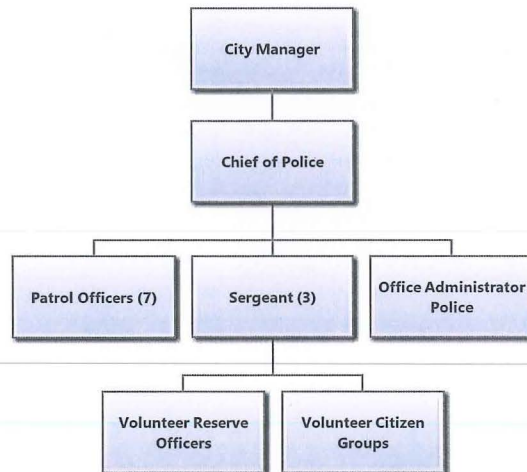 City Manager
Chief of Police
Patrol Officers (7)
Sergeant (3)
Office Administrator
Police
Volunteer Reserve
Officers
Volunteer Citizen
Groups